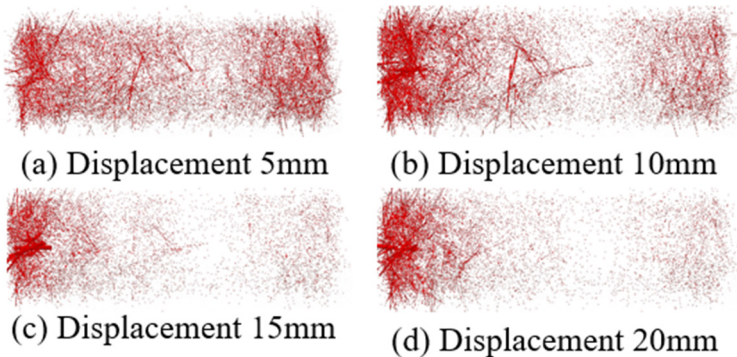 (a) Displacement 5mm
(b) Displacement 10mm
(c) Displacement 15mm
(d) Displacement 20mm